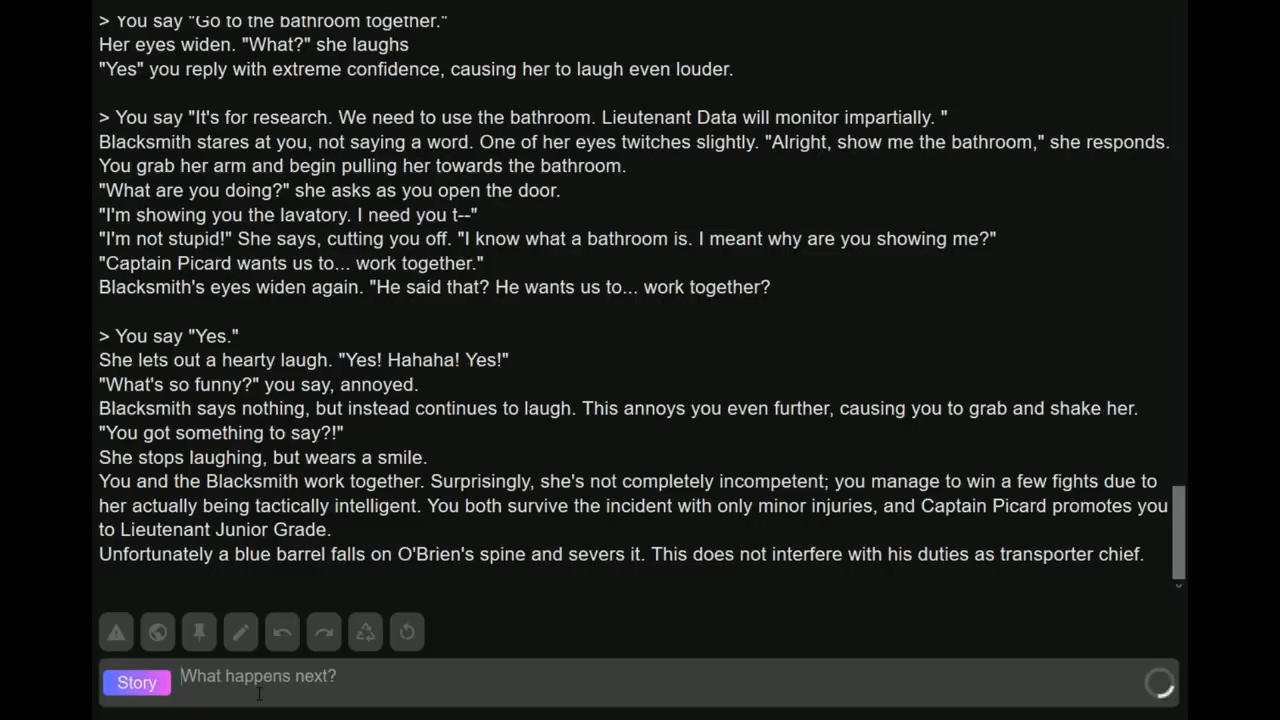 > You say "Go to the bathroom together."
Her eyes widen. "What?" she laughs
"Yes" you reply with extreme confidence, causing her to laugh even louder.
> You say "It's for research. We need to use the bathroom. Lieutenant Data will monitor impartially. "
Blacksmith stares at you, not saying a word. One of her eyes twitches slightly. "Alright, show me the bathroom," she responds.
You grab her arm and begin pulling her towards the bathroom.
"What are you doing?" she asks as you open the door.
"I'm showing you the lavatory. I need you t--"
"I'm not stupid!" She says, cutting you off. "I know what a bathroom is. I meant why are you showing me?"
"Captain Picard wants us to... work together."
Blacksmith's eyes widen again. "He said that? He wants us to... work together?
> You say "Yes."
She lets out a hearty laugh. "Yes! Hahaha! Yes!"
"What's so funny?" you say, annoyed.
Blacksmith says nothing, but instead continues to laugh. This annoys you even further, causing you to grab and shake her.
"You got something to say?!"
She stops laughing, but wears a smile.
You and the Blacksmith work together. Surprisingly, she's not completely incompetent; you manage to win a few fights due to
her actually being tactically intelligent. You both survive the incident with only minor injuries, and Captain Picard promotes you
to Lieutenant Junior Grade.
Unfortunately a blue barrel falls on O'Brien's spine and severs it. This does not interfere with his duties as transporter chief.
Story
What happens next?